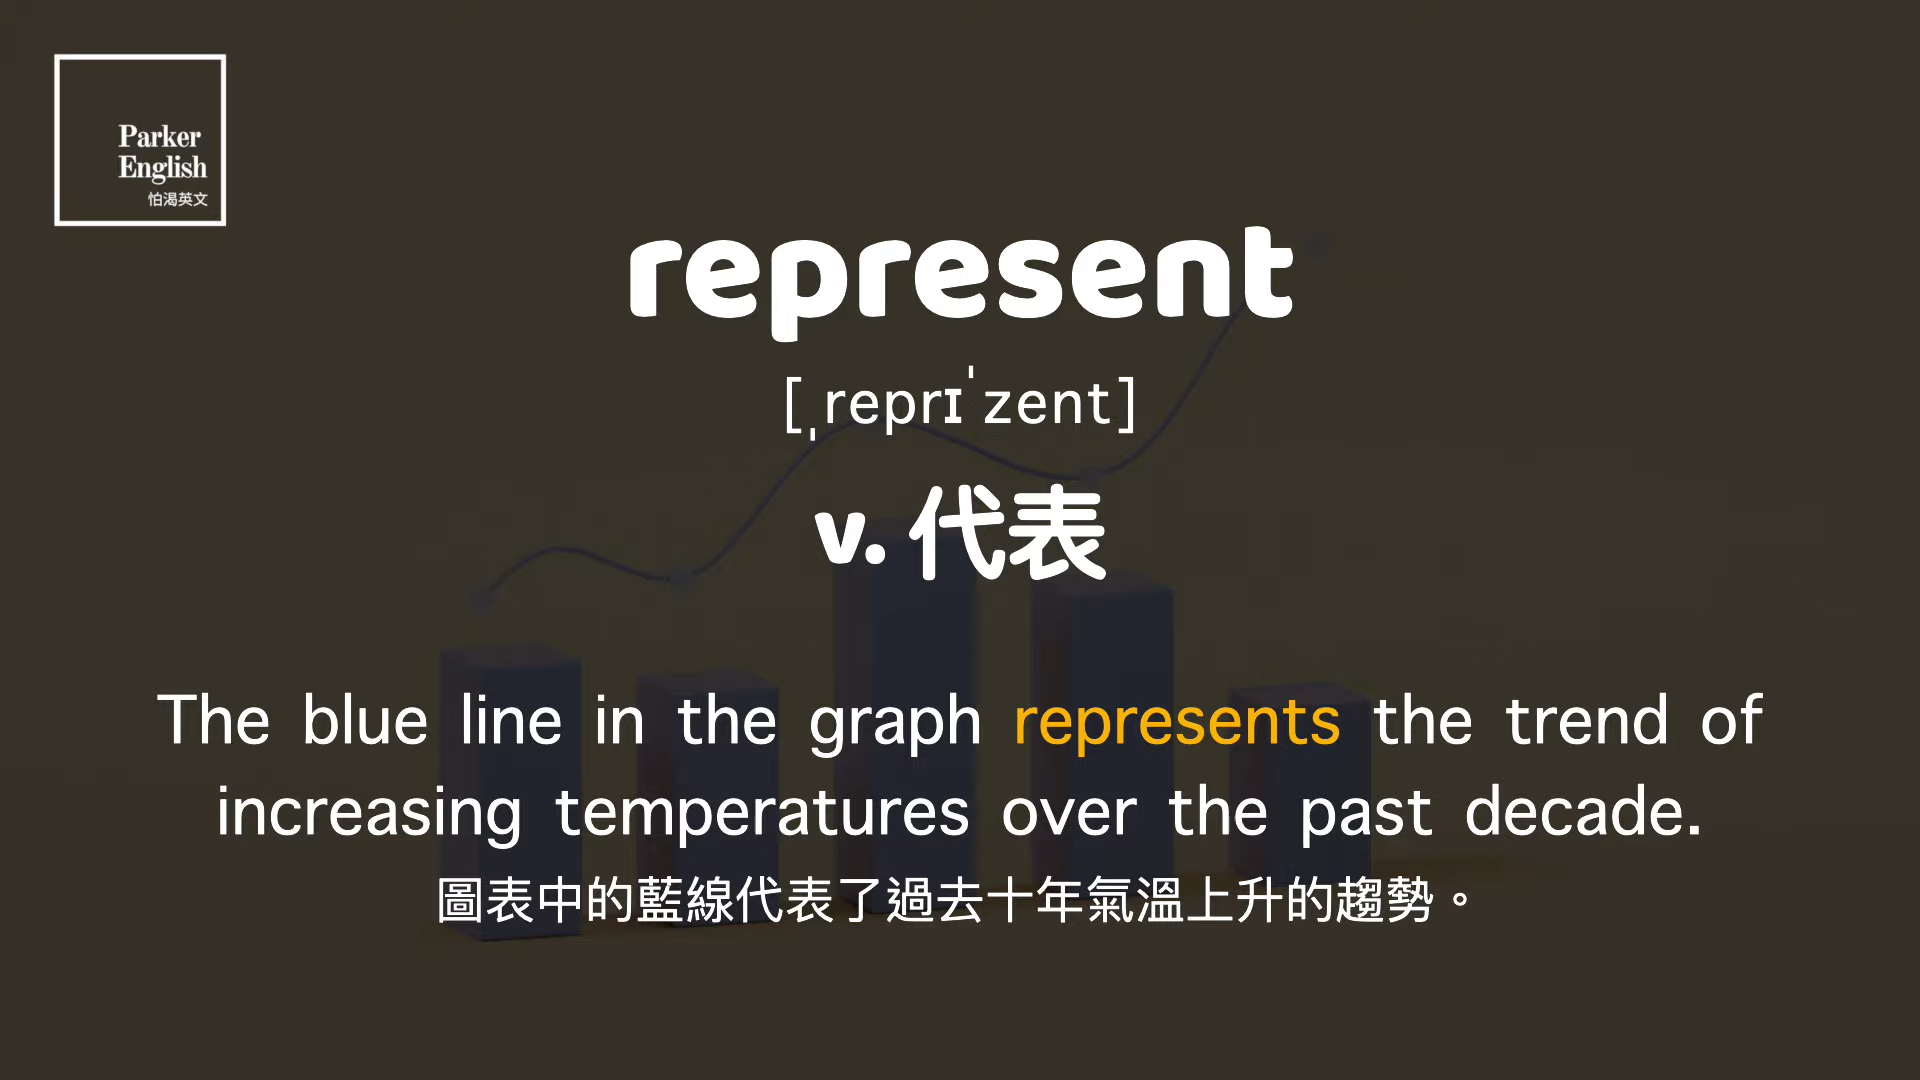 Parker
English
怕渴英文
represent
[ˌreprɪˈzent]
v. 代表
The blue line in the graph represents the trend of
increasing temperatures over the past decade.
圖表中的藍線代表了過去十年氣溫上升的趨勢。